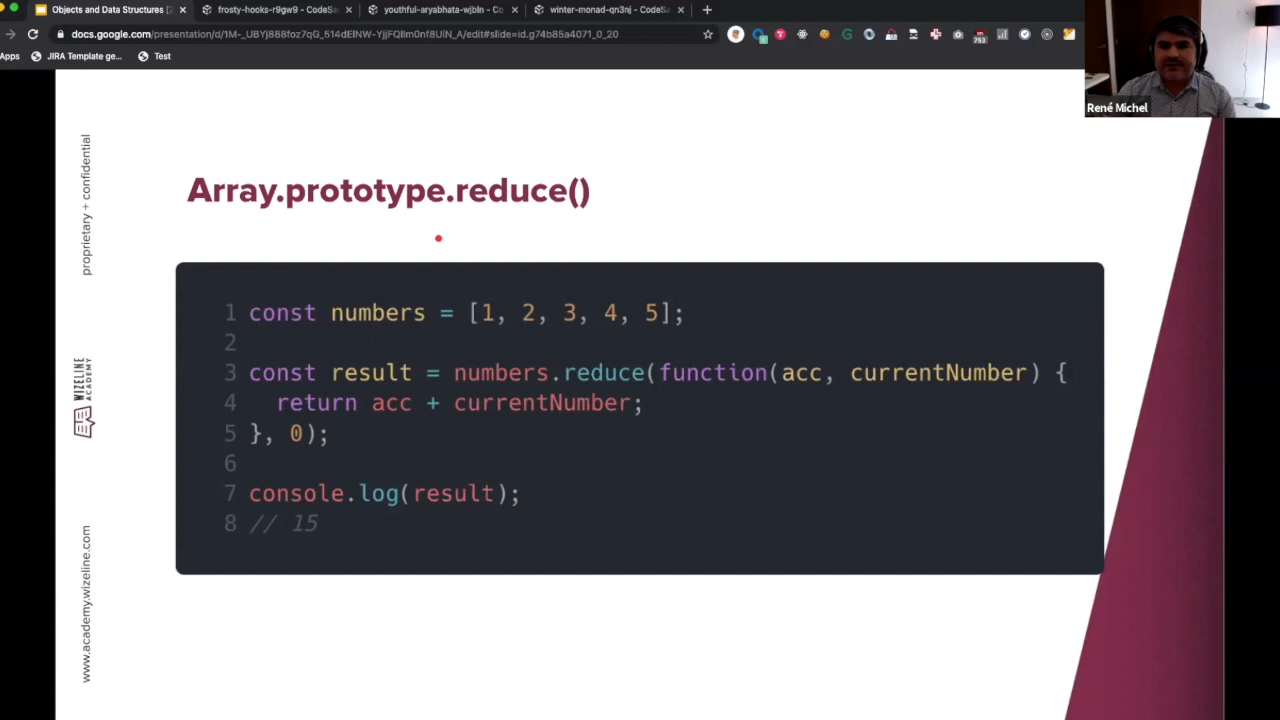 Objects and Data Structures [2
frosty-hooks-r9gw9 - CodeSa
youthful-aryabhata-wjbln - Co
winter-monad-qn3nj - CodeSa
Apps
JIRA Template ge...
Test
René Michel
proprietary + confidential
WIZELINE
ACADEMY
www.academy.wizeline.com
Array.prototype.reduce()
1 const numbers = [1, 2, 3, 4, 5];
2
3 const result = numbers.reduce(function(acc, currentNumber) {
4 return acc + currentNumber;
5 }, 0);
6
7 console.log(result);
8 // 15